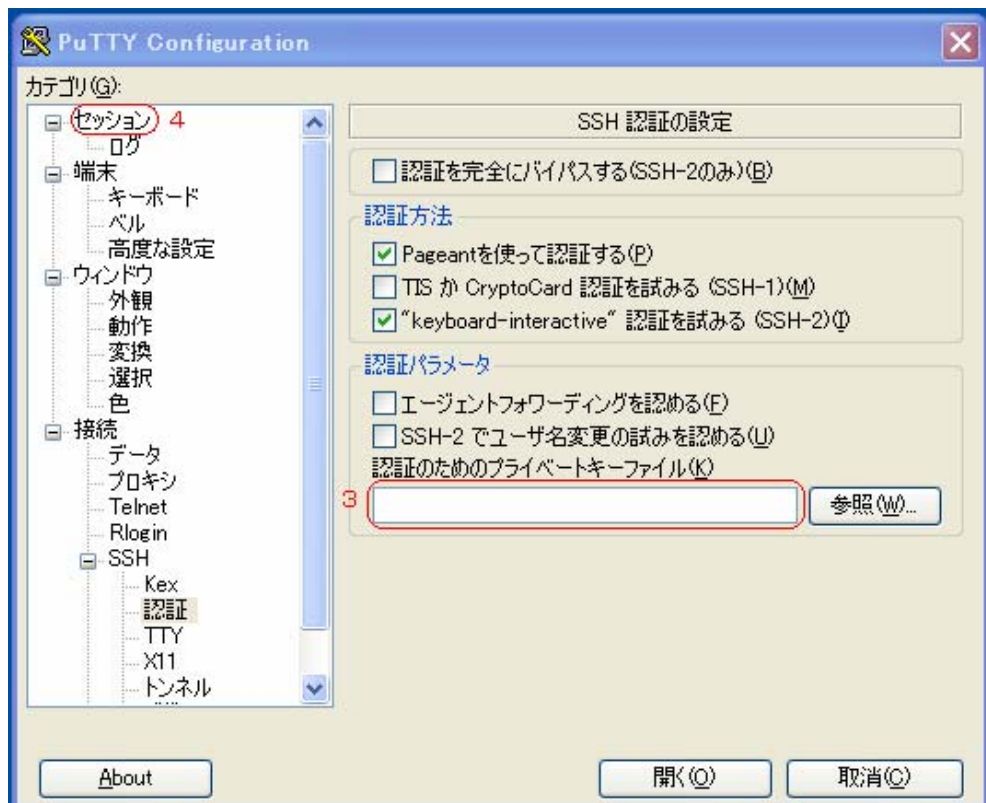 PuTTY Configuration
カテゴリ(G):
セッション 4
ログ
端末
キーボード
ベル
高度な設定
ウィンドウ
外観
動作
変換
選択
色
接続
データ
プロキシ
Telnet
Rlogin
SSH
Kex
認証
TTY
X11
トンネル
SSH 認証の設定
認証を完全にバイパスする(SSH-2のみ)(B)
認証方法
Pageantを使って認証する(P)
TIS か CryptoCard 認証を試みる (SSH-1)(M)
"keyboard-interactive" 認証を試みる (SSH-2)(I)
認証パラメータ
エージェントフォワーディングを認める(F)
SSH-2 でユーザ名変更の試みを認める(U)
認証のためのプライベートキーファイル(K)
3
参照(W)...
About
開く(O)
取消(C)